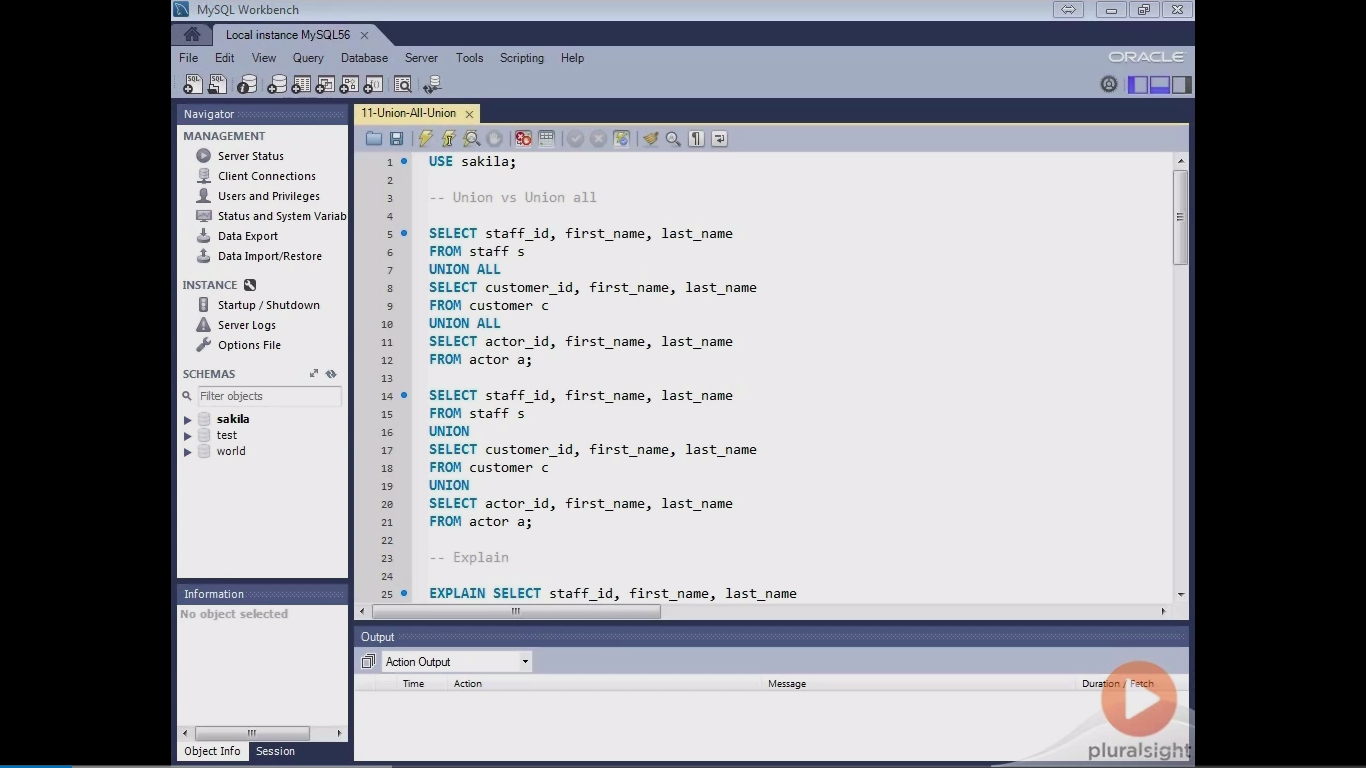 MySQL Workbench
Local instance MySQL56
File Edit View Query Database Server Tools Scripting Help
ORACLE
Navigator
MANAGEMENT
Server Status
Client Connections
Users and Privileges
Status and System Variab
Data Export
Data Import/Restore
INSTANCE
Startup / Shutdown
Server Logs
Options File
SCHEMAS
Filter objects
sakila
test
world
Information
No object selected
Object Info Session
11-Union-All-Union
1 USE sakila;
2
3 -- Union vs Union all
4
5 SELECT staff_id, first_name, last_name
6 FROM staff s
7 UNION ALL
8 SELECT customer_id, first_name, last_name
9 FROM customer c
10 UNION ALL
11 SELECT actor_id, first_name, last_name
12 FROM actor a;
13
14 SELECT staff_id, first_name, last_name
15 FROM staff s
16 UNION
17 SELECT customer_id, first_name, last_name
18 FROM customer c
19 UNION
20 SELECT actor_id, first_name, last_name
21 FROM actor a;
22
23 -- Explain
24
25 EXPLAIN SELECT staff_id, first_name, last_name
Output
Action Output
Time Action Message Duration / Fetch
pluralsight